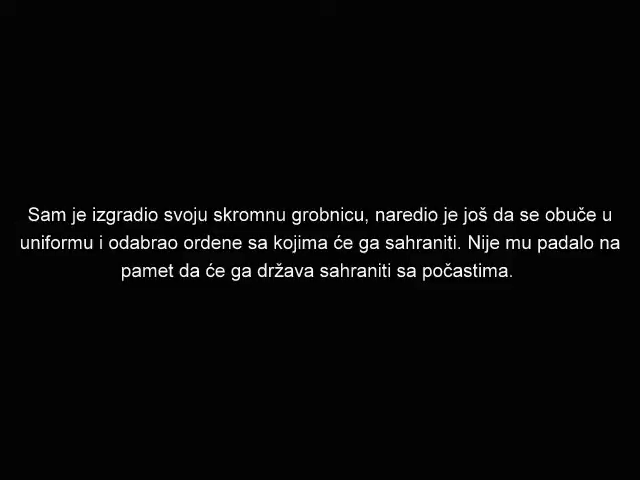 Sam je izgradio svoju skromnu grobnicu, naredio je još da se obuče u
uniformu i odabrao ordene sa kojima će ga sahraniti. Nije mu padalo na
pamet da će ga država sahraniti sa počastima.